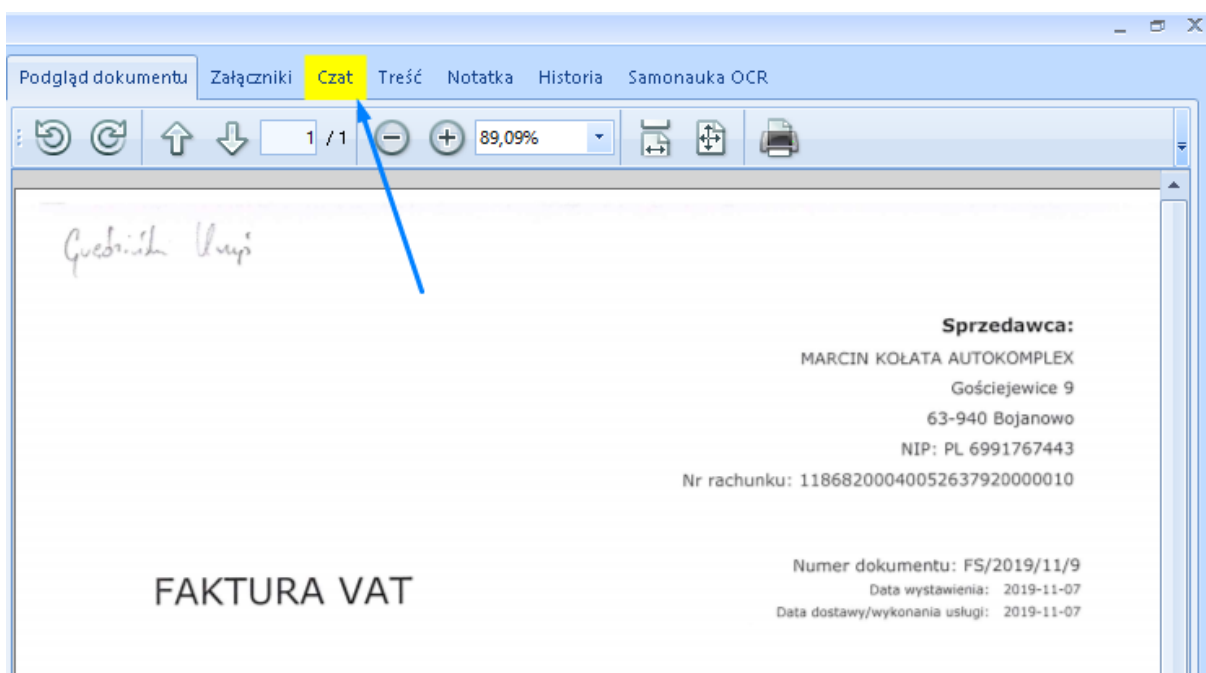 Podgląd dokumentu Załączniki Czat Treść Notatka Historia Samonauka OCR
1 / 1 89,09%
Sprzedawca:
MARCIN KOŁATA AUTOKOMPLEX
Gościejewice 9
63-940 Bojanowo
NIP: PL 6991767443
Nr rachunku: 11868200040052637920000010
FAKTURA VAT
Numer dokumentu: FS/2019/11/9
Data wystawienia: 2019-11-07
Data dostawy/wykonania usługi: 2019-11-07